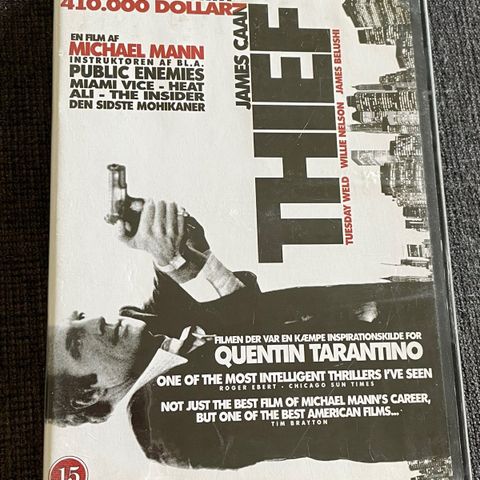 410.000 DOLLAR
EN FILM AF
MICHAEL MANN
INSTRUKTØREN AF BL.A.
PUBLIC ENEMIES
MIAMI VICE - HEAT
ALI - THE INSIDER
DEN SIDSTE MOHIKANER
JAMES CAAN
THIEF
TUESDAY WELD WILLIE NELSON JAMES BELUSHI
FILMEN DER VAR EN KÆMPE INSPIRATIONSKILDE FOR
QUENTIN TARANTINO
ONE OF THE MOST INTELLIGENT THRILLERS I'VE SEEN
ROGER EBERT - CHICAGO SUN TIMES
NOT JUST THE BEST FILM OF MICHAEL MANN'S CAREER,
BUT ONE OF THE BEST AMERICAN FILMS...
TIM BRAYTON
15